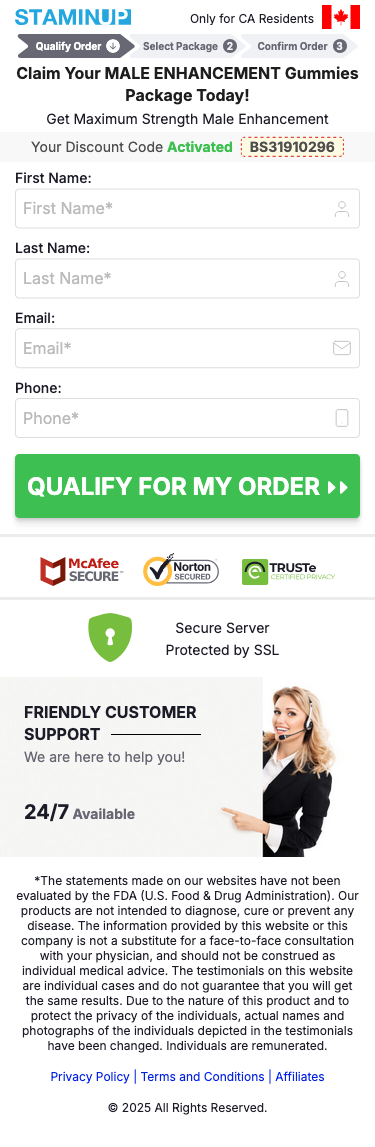 STAMINUP
Only for CA Residents
Qualify Order
Select Package 2
Confirm Order 3
Claim Your MALE ENHANCEMENT Gummies
Package Today!
Get Maximum Strength Male Enhancement
Your Discount Code Activated BS31910296
First Name:
First Name*
Last Name:
Last Name*
Email:
Email*
Phone:
Phone*
QUALIFY FOR MY ORDER
McAfee
SECURE™
Norton
SECURED
TRUSTe
CERTIFIED PRIVACY
Secure Server
Protected by SSL
FRIENDLY CUSTOMER
SUPPORT
We are here to help you!
24/7 Available
*The statements made on our websites have not been
evaluated by the FDA (U.S. Food & Drug Administration). Our
products are not intended to diagnose, cure or prevent any
disease. The information provided by this website or this
company is not a substitute for a face-to-face consultation
with your physician, and should not be construed as
individual medical advice. The testimonials on this website
are individual cases and do not guarantee that you will get
the same results. Due to the nature of this product and to
protect the privacy of the individuals, actual names and
photographs of the individuals depicted in the testimonials
have been changed. Individuals are remunerated.
Privacy Policy | Terms and Conditions | Affiliates
© 2025 All Rights Reserved.